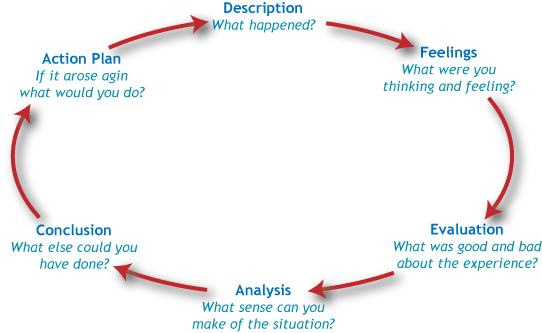 Description
What happened?
Feelings
What were you
thinking and feeling?
Evaluation
What was good and bad
about the experience?
Analysis
What sense can you
make of the situation?
Conclusion
What else could you
have done?
Action Plan
If it arose agin
what would you do?